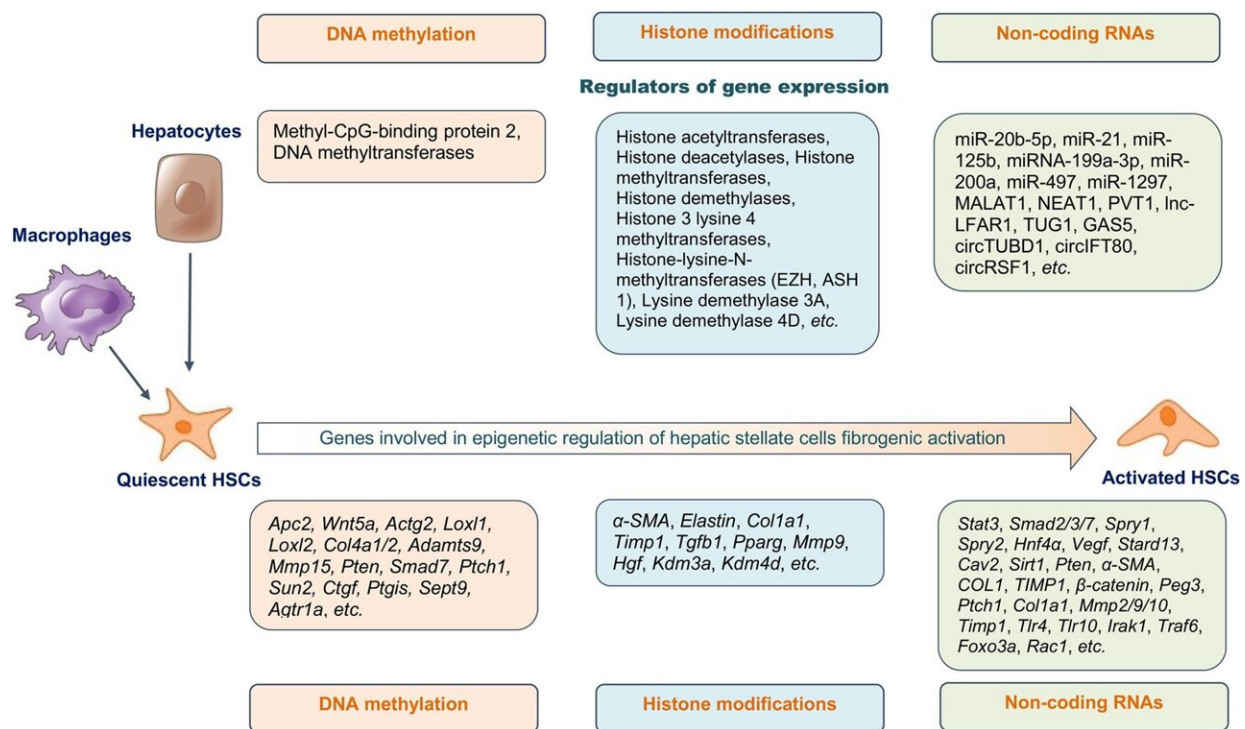 DNA methylation
Histone modifications
Non-coding RNAs
Regulators of gene expression
Hepatocytes
Macrophages
Methyl-CpG-binding protein 2,
DNA methyltransferases
Histone acetyltransferases,
Histone deacetylases, Histone
methyltransferases,
Histone demethylases,
Histone 3 lysine 4
methyltransferases,
Histone-lysine-N-
methyltransferases (EZH, ASH
1), Lysine demethylase 3A,
Lysine demethylase 4D, etc.
miR-20b-5p, miR-21, miR-
125b, miRNA-199a-3p, miR-
200a, miR-497, miR-1297,
MALAT1, NEAT1, PVT1, lnc-
LFAR1, TUG1, GAS5,
circTUBD1, circIFT80,
circRSF1, etc.
Genes involved in epigenetic regulation of hepatic stellate cells fibrogenic activation
Quiescent HSCs
Activated HSCs
Apc2, Wnt5a, Actg2, Loxl1,
Loxl2, Col4a1/2, Adamts9,
Mmp15, Pten, Smad7, Ptch1,
Sun2, Ctgf, Ptgis, Sept9,
Agtr1a, etc.
α-SMA, Elastin, Col1a1,
Timp1, Tgfb1, Pparg, Mmp9,
Hgf, Kdm3a, Kdm4d, etc.
Stat3, Smad2/3/7, Spry1,
Spry2, Hnf4α, Vegf, Stard13,
Cav2, Sirt1, Pten, α-SMA,
COL1, TIMP1, β-catenin, Peg3,
Ptch1, Col1a1, Mmp2/9/10,
Timp1, Tlr4, Tlr10, Irak1, Traf6,
Foxo3a, Rac1, etc.
DNA methylation
Histone modifications
Non-coding RNAs